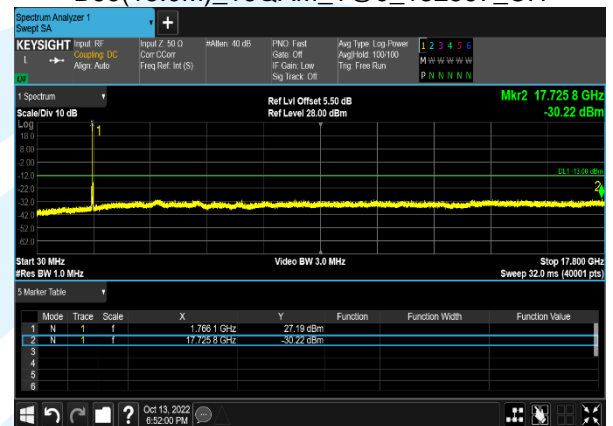 Spectrum Analyzer 1
Swept SA
KEYSIGHT
L
Input: RF
Coupling: DC
Align: Auto
Input Z: 50 Ω
Corr CCorr
Freq Ref: Int (S)
#Atten: 40 dB
PNO: Fast
Gate: Off
IF Gain: Low
Sig Track: Off
Avg Type: Log-Power
Avg|Hold: 100/100
Trig: Free Run
1 2 3 4 5 6
M W W W W W
P N N N N N
1 Spectrum
Scale/Div 10 dB
Ref Lvl Offset 5.50 dB
Ref Level 28.00 dBm
Mkr2 17.725 8 GHz
-30.22 dBm
Log
18.0
8.00
-2.00
-12.0
-22.0
-32.0
-42.0
-52.0
-62.0
1
DL1 -13.00 dBm
2
Start 30 MHz
#Res BW 1.0 MHz
Video BW 3.0 MHz
Stop 17.800 GHz
Sweep 32.0 ms (40001 pts)
5 Marker Table
Mode Trace Scale X Y Function Function Width Function Value
1 N 1 f 1.766 1 GHz 27.19 dBm
2 N 1 f 17.725 8 GHz -30.22 dBm
3
4
5
6
Oct 13, 2022
6:52:00 PM